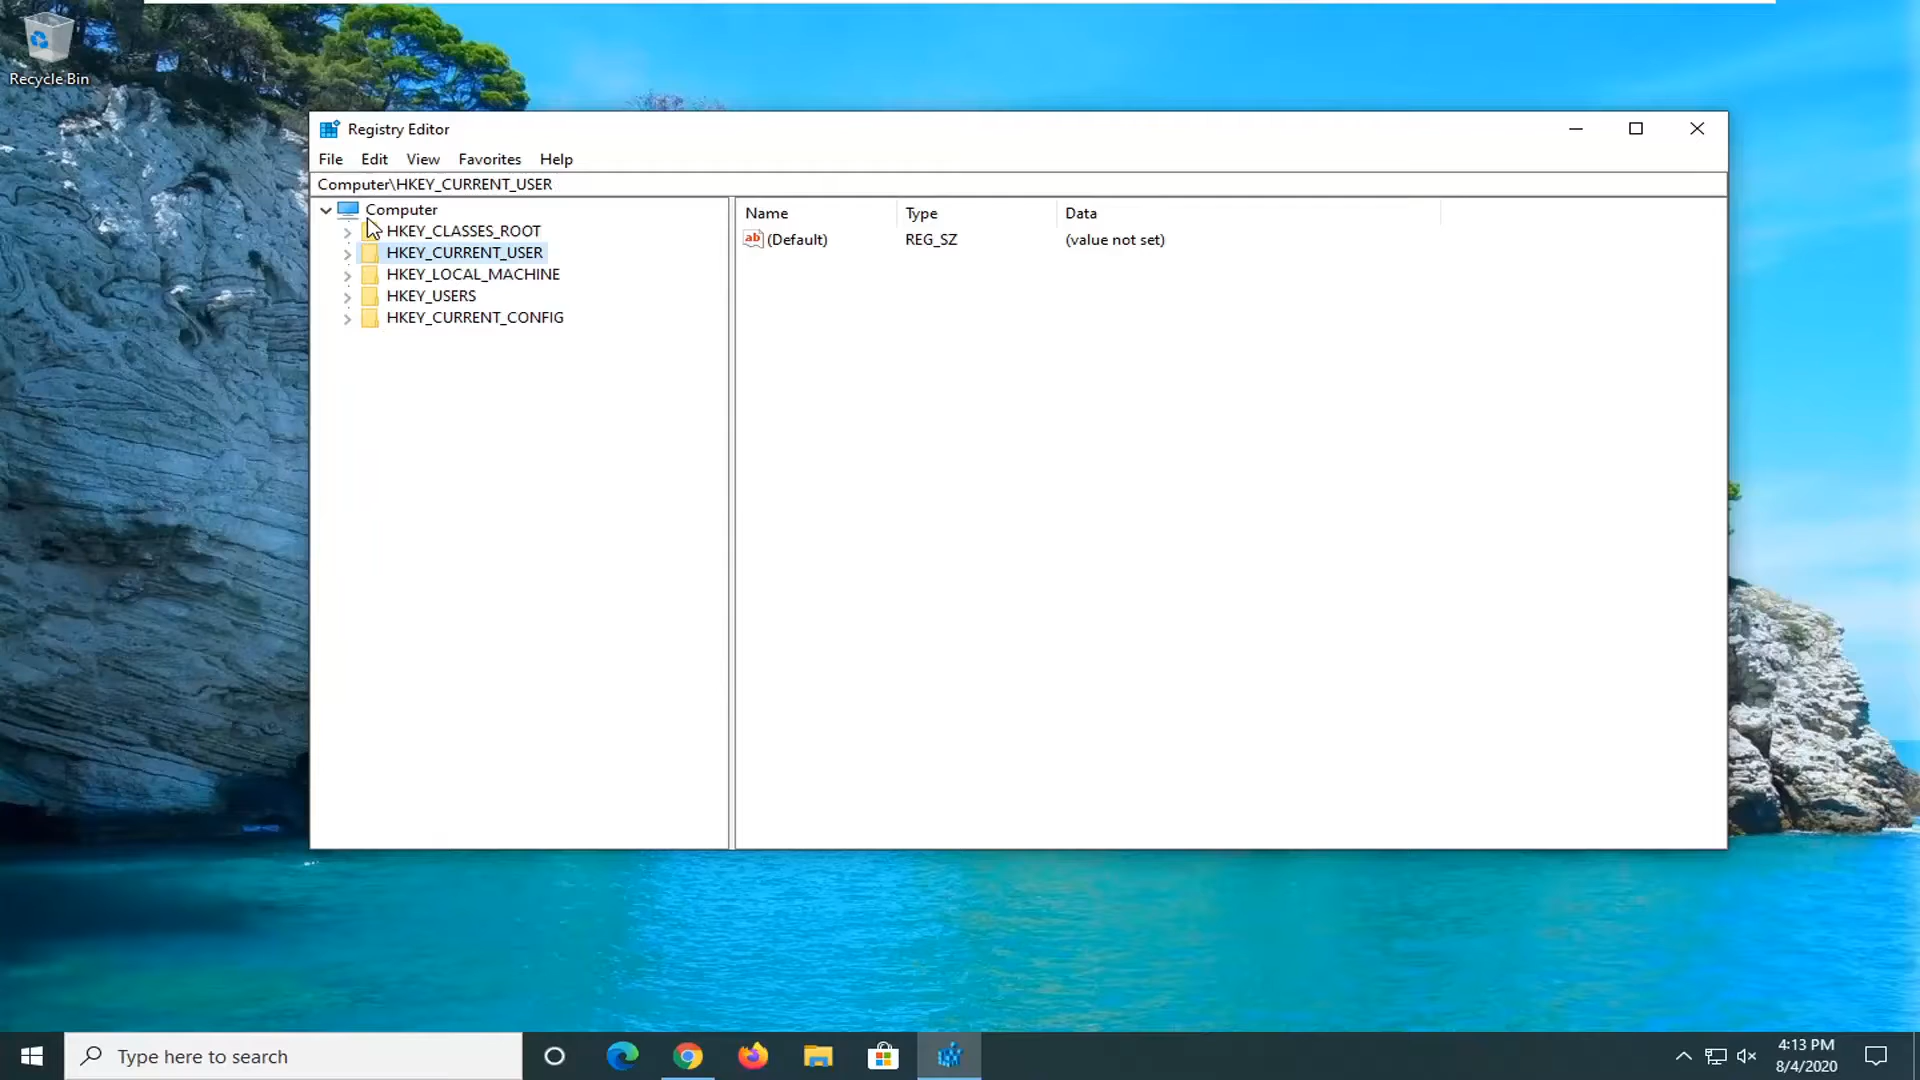 Recycle Bin
Registry Editor
File Edit View Favorites Help
Computer\HKEY_CURRENT_USER
Computer
HKEY_CLASSES_ROOT
HKEY_CURRENT_USER
HKEY_LOCAL_MACHINE
HKEY_USERS
HKEY_CURRENT_CONFIG
Name Type Data
ab (Default) REG_SZ (value not set)
Type here to search
4:13 PM
8/4/2020